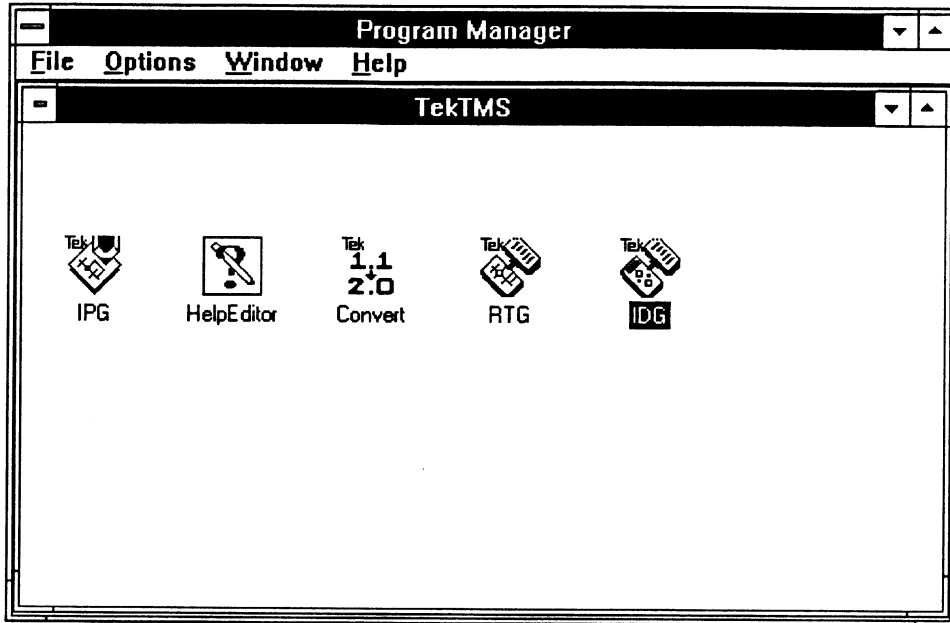 Program Manager
File Options Window Help
TekTMS
Tek Tek Tek Tek
1.1
2.0
IPG HelpEditor Convert RTG IDG